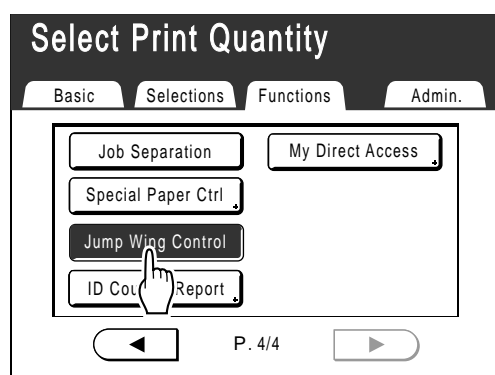 Select Print Quantity
Basic Selections Functions Admin.
Job Separation My Direct Access
Special Paper Ctrl
Jump Wing Control
ID Report
P. 4/4